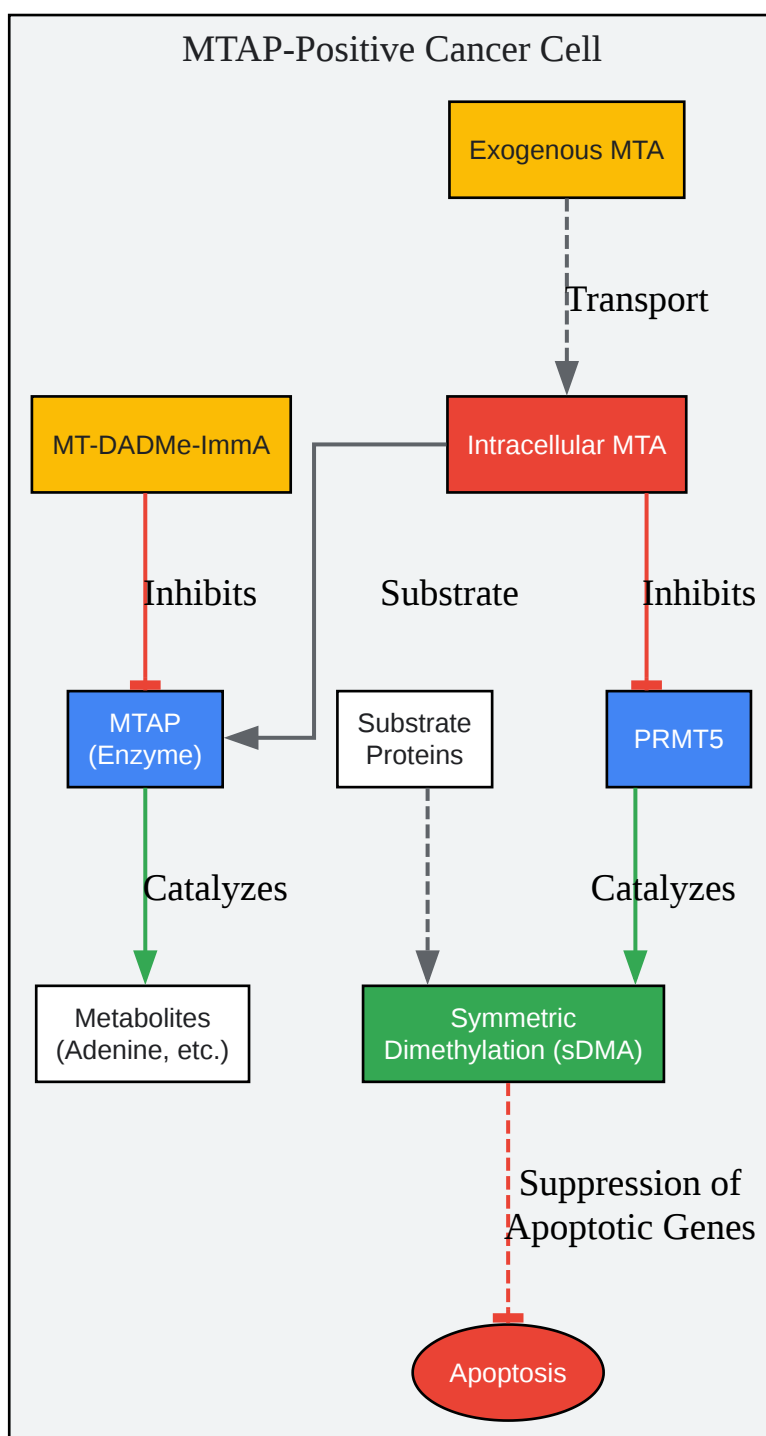 MTAP-Positive Cancer Cell
Exogenous MTA
Transport
MT-DADMe-ImmA
Intracellular MTA
Inhibits
Substrate
Inhibits
MTAP
(Enzyme)
Substrate
Proteins
PRMT5
Catalyzes
Catalyzes
Metabolites
(Adenine, etc.)
Symmetric
Dimethylation (sDMA)
Suppression of
Apoptotic Genes
Apoptosis